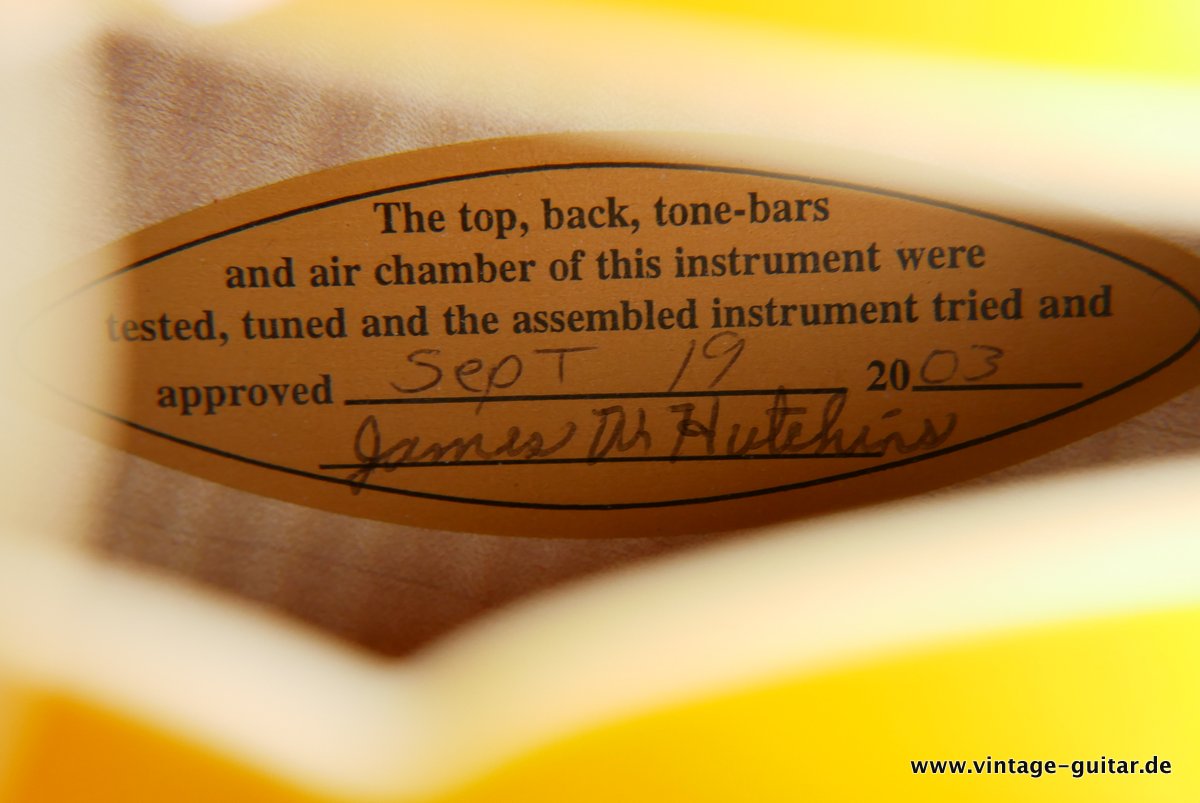 The top, back, tone-bars
and air chamber of this instrument were
tested, tuned and the assembled instrument tried and
approved Sept 19 2003
James W Hutchins
www.vintage-guitar.de